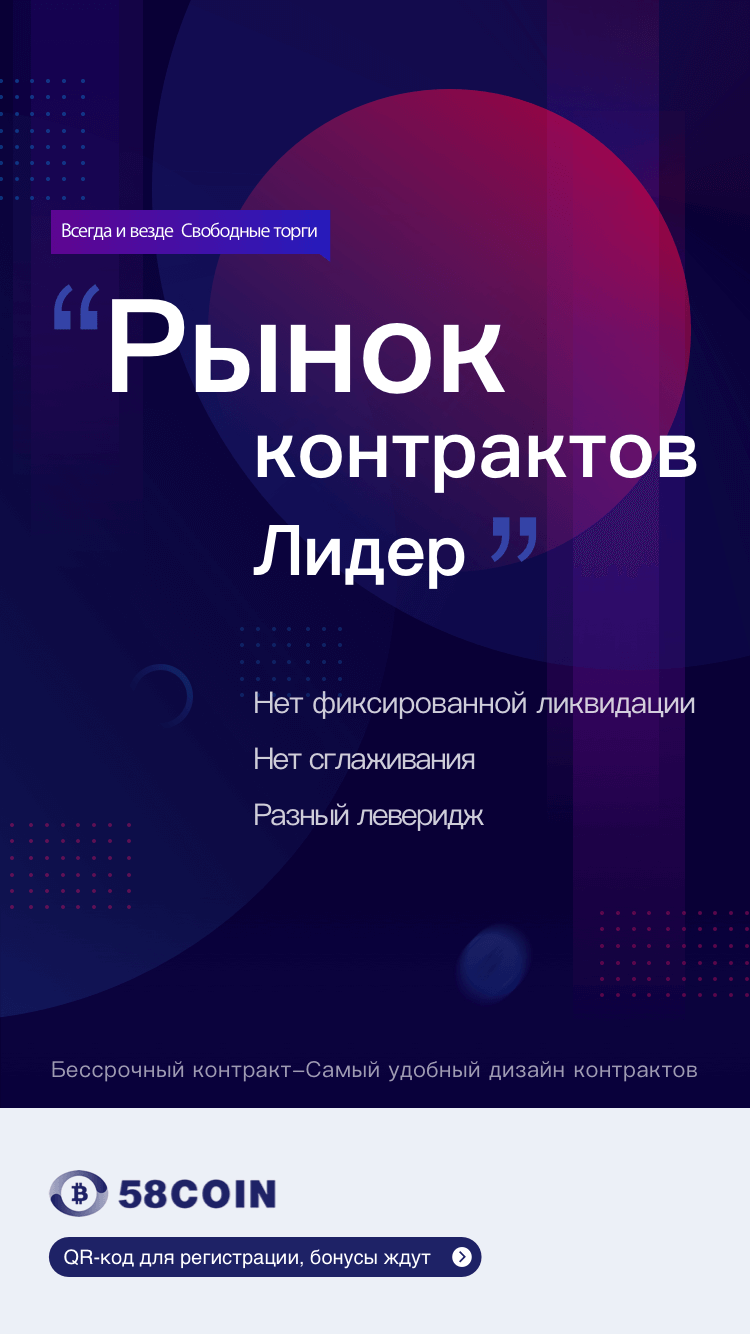 Всегда и везде Свободные торги
“Рынок
контрактов
Лидер”
Нет фиксированной ликвидации
Нет сглаживания
Разный леверидж
Бессрочный контракт–Самый удобный дизайн контрактов
58COIN
QR-код для регистрации, бонусы ждут